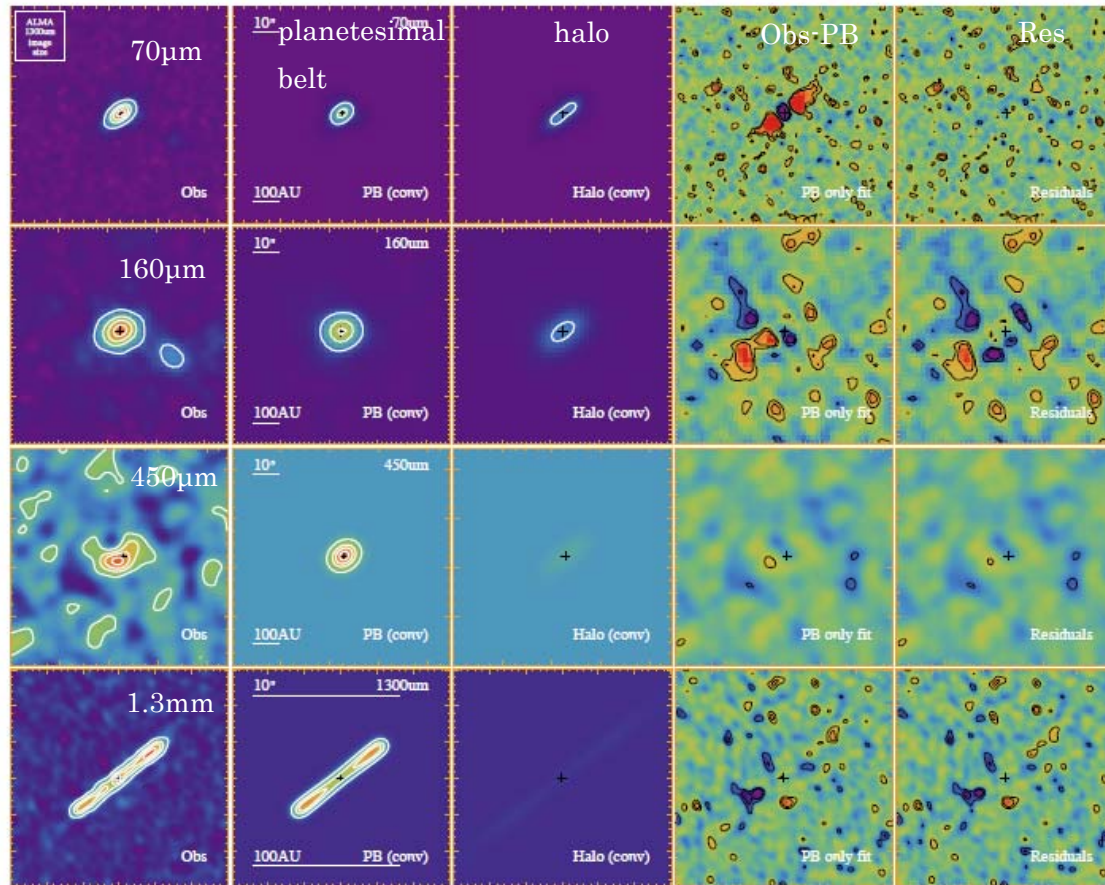 ALMA
1300um
image
size
70µm
Obs
10"
70um
planetesimal
belt
100AU
PB (conv)
halo
Halo (conv)
Obs-PB
PB only fit
Res
Residuals
160µm
Obs
10"
160um
100AU
PB (conv)
Halo (conv)
PB only fit
Residuals
450µm
Obs
10"
450um
100AU
PB (conv)
Halo (conv)
PB only fit
Residuals
1.3mm
Obs
10"
1300um
100AU
PB (conv)
Halo (conv)
PB only fit
Residuals